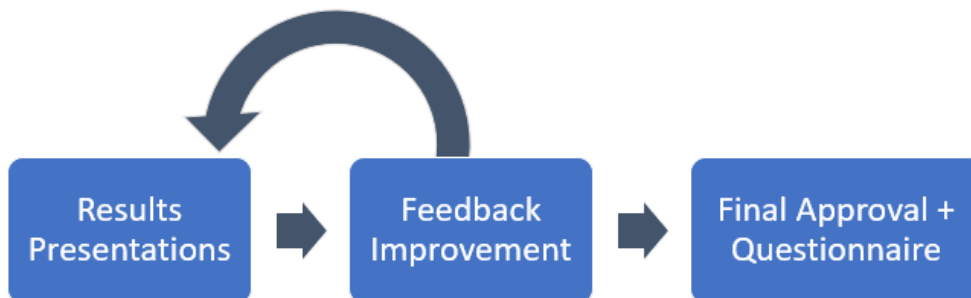 Results
Presentations
Feedback
Improvement
Final Approval +
Questionnaire